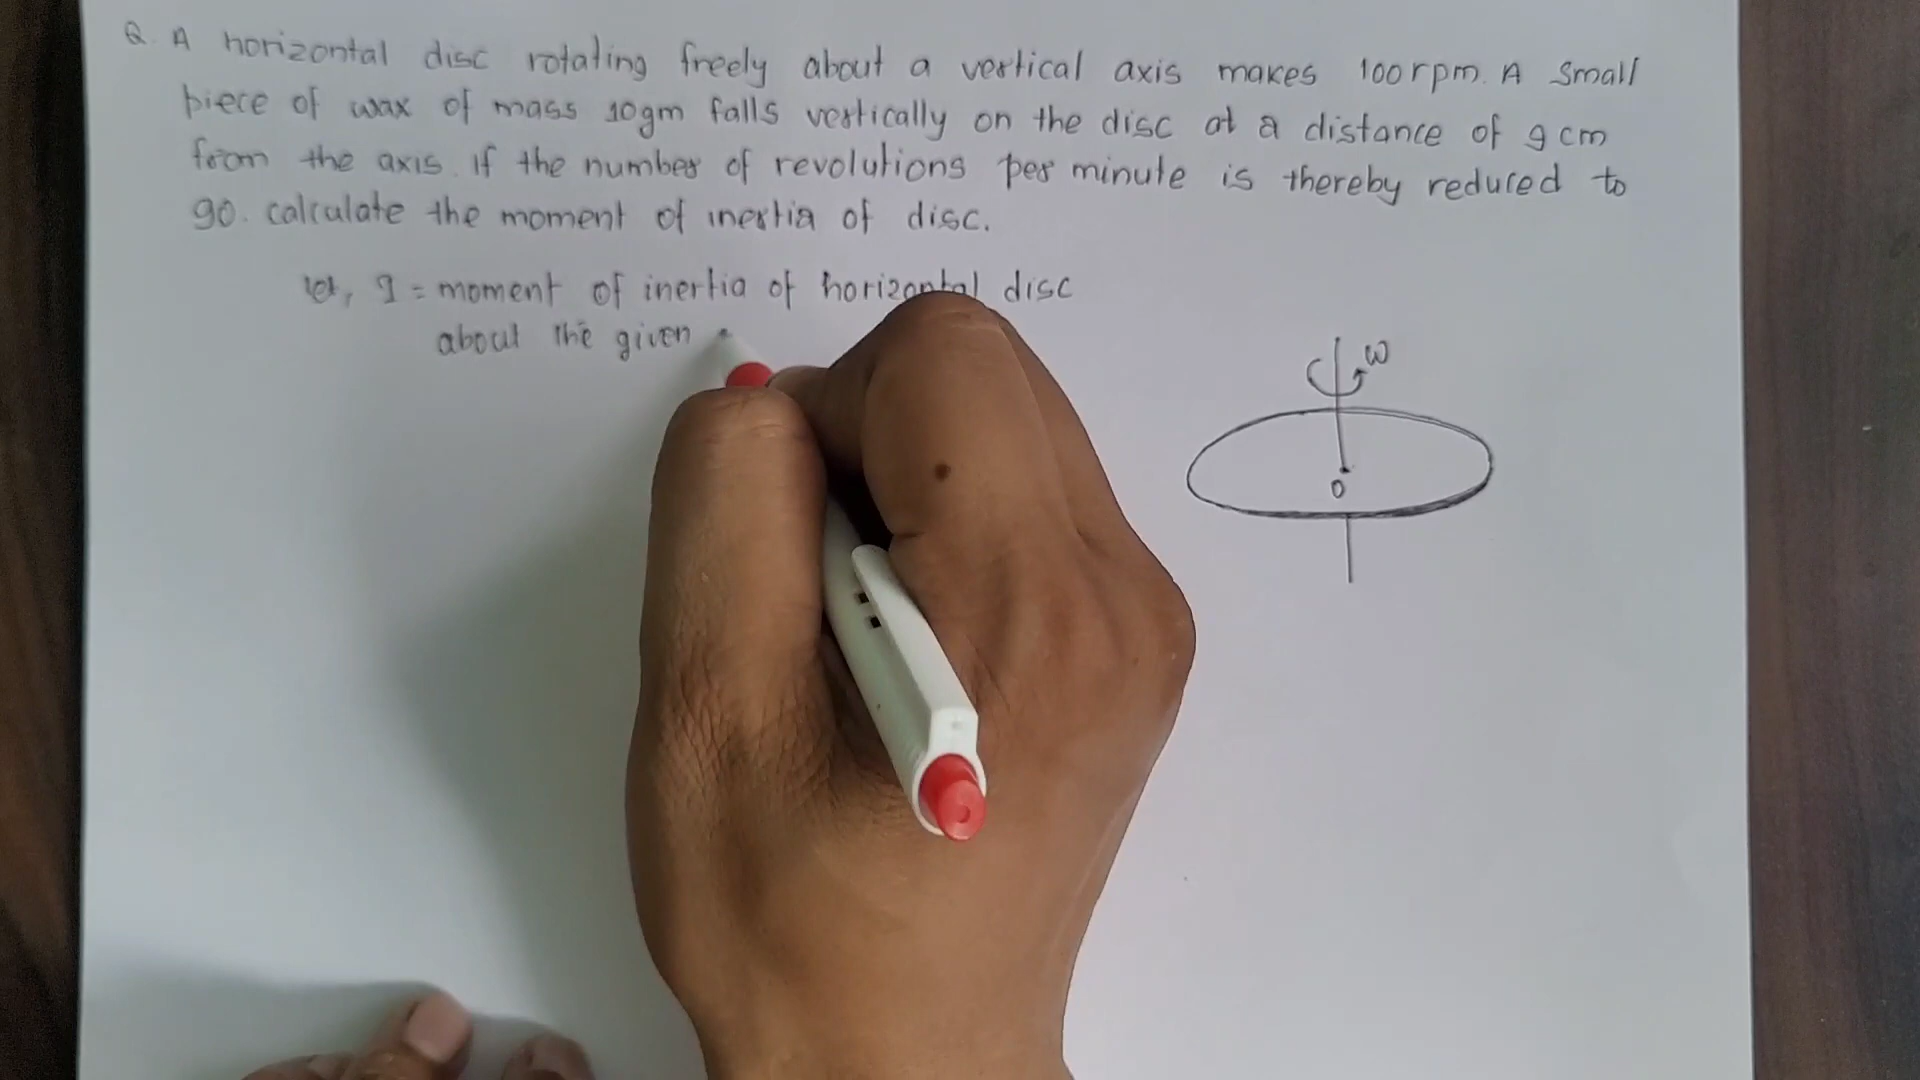 Q. A horizontal disc rotating freely about a vertical axis makes 100 rpm. A small
piece of wax of mass 10gm falls vertically on the disc at a distance of 9 cm
from the axis. If the number of revolutions per minute is thereby reduced to
90. calculate the moment of inertia of disc.
let, I = moment of inertia of horizontal disc
about the given
ω
O